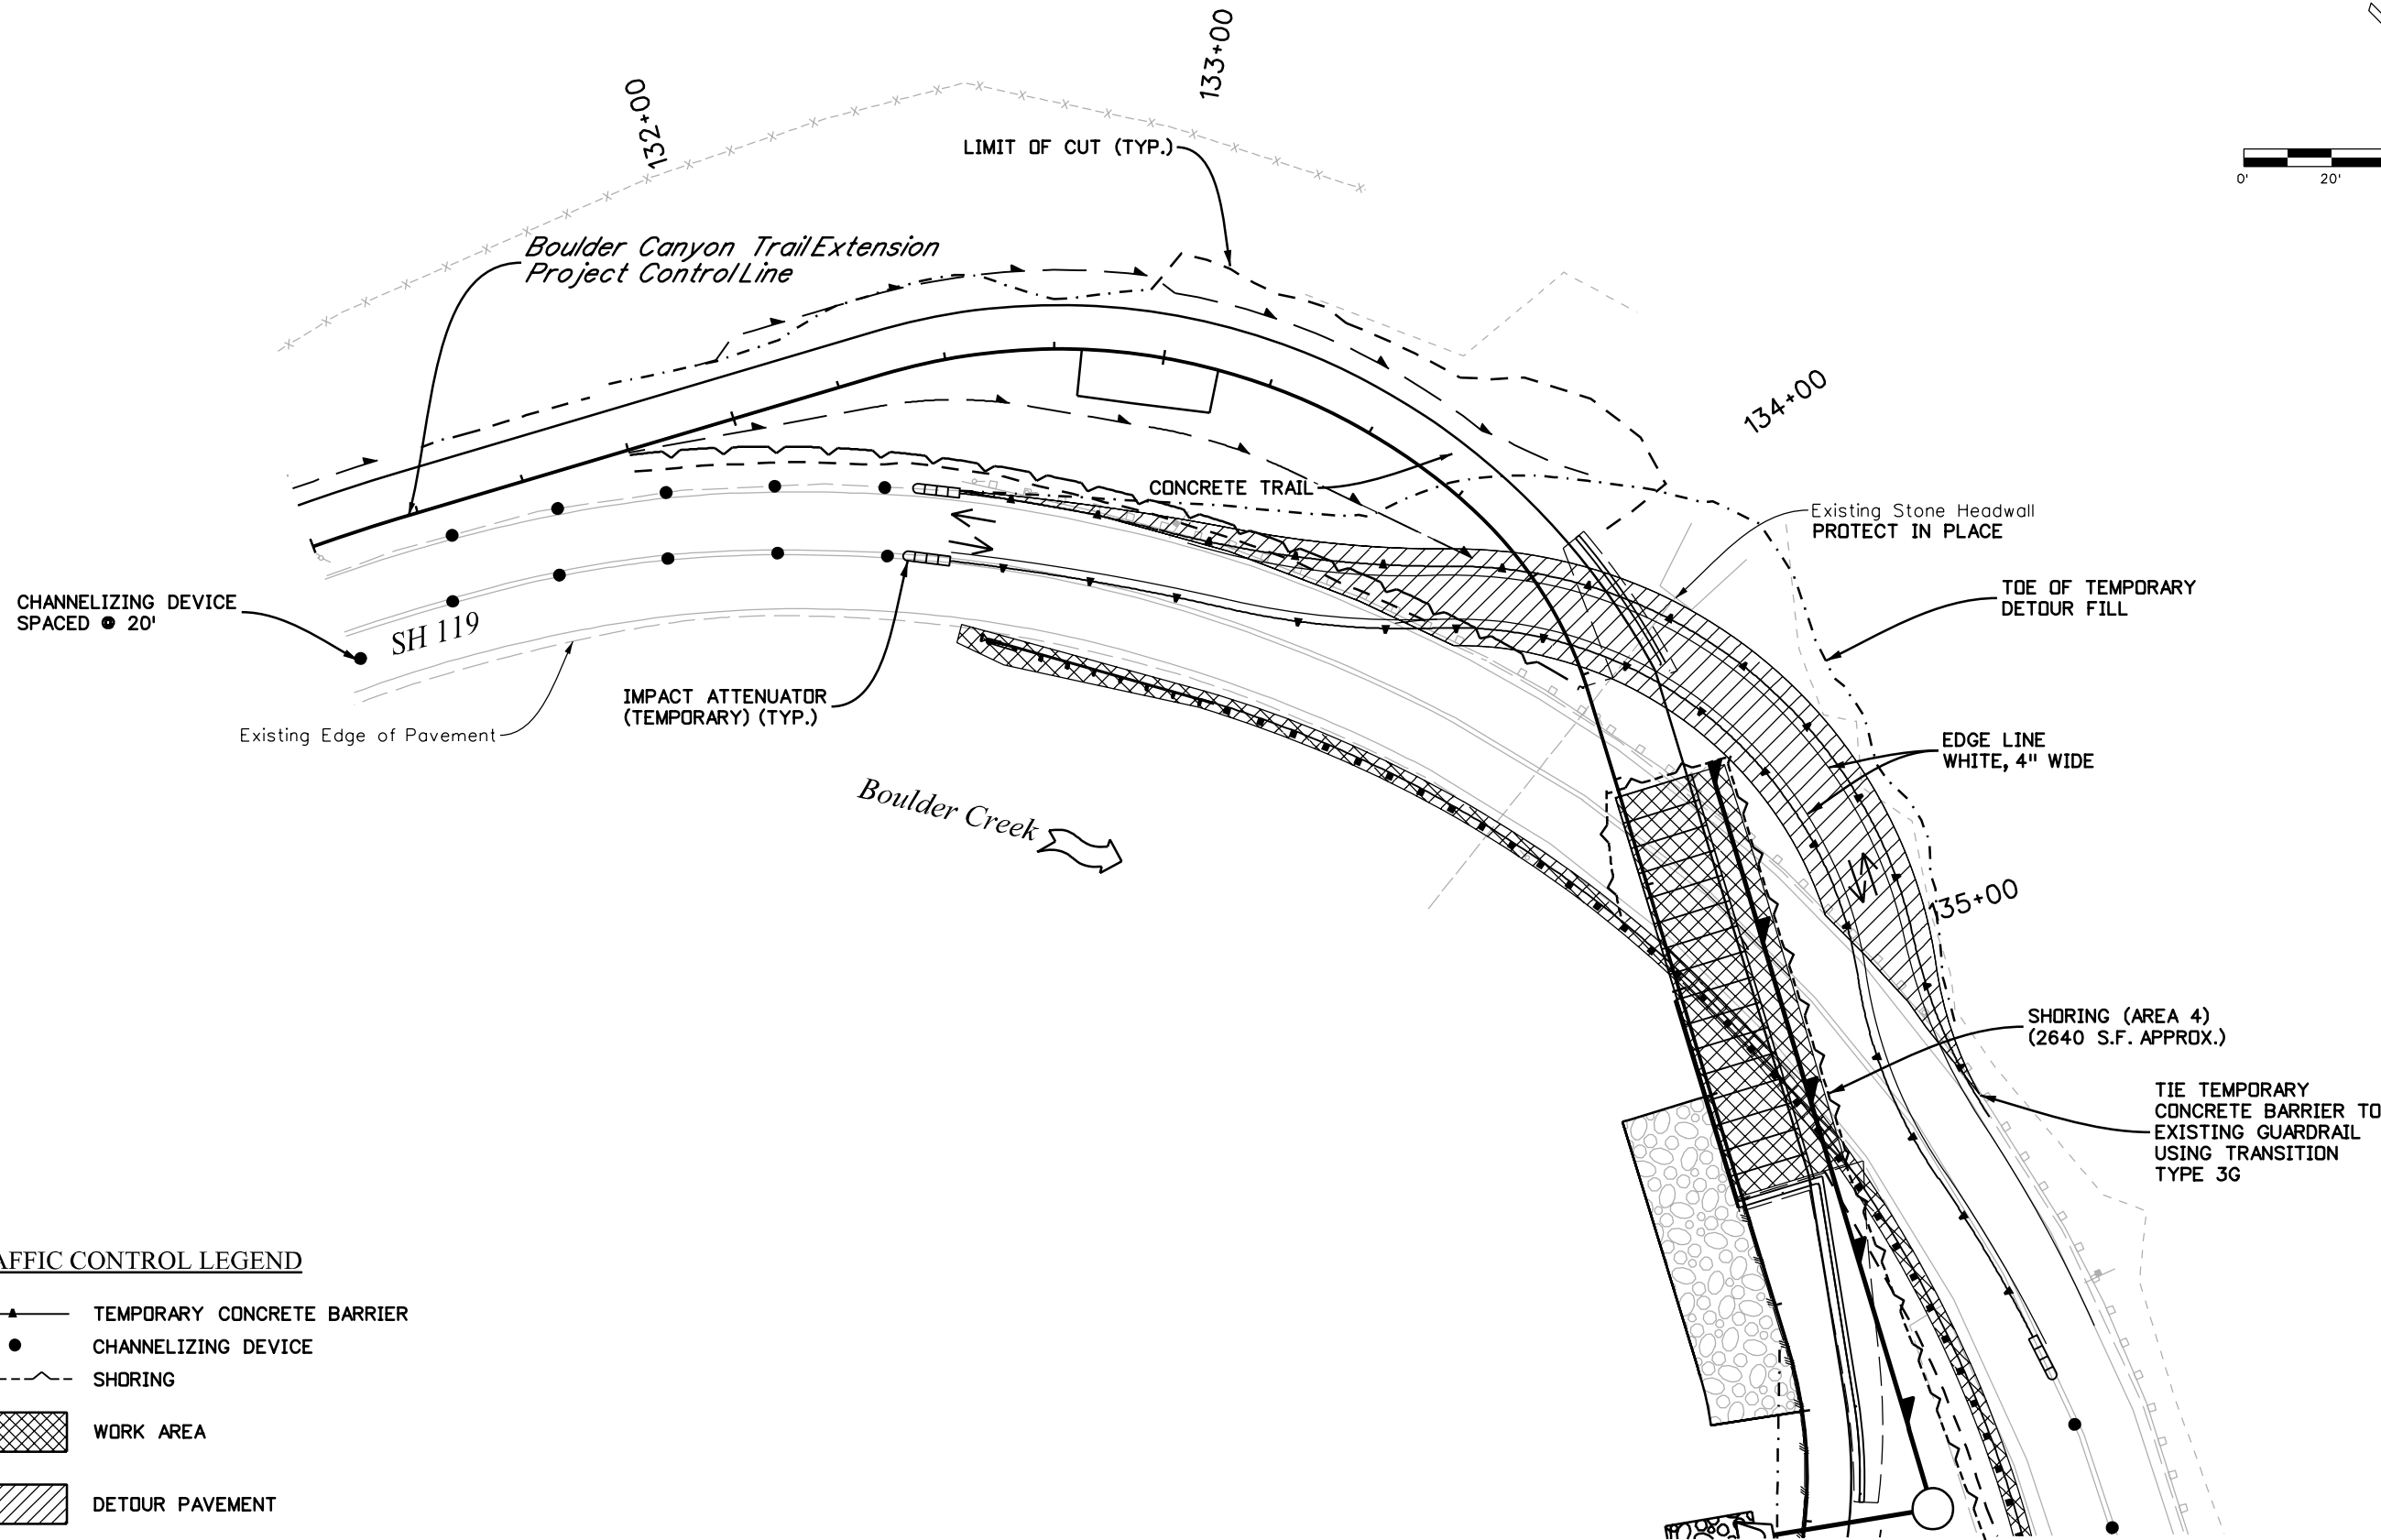 133+00
132+00
LIMIT OF CUT (TYP.)
0' 20'
Boulder Canyon Trail Extension
Project Control Line
134+00
CONCRETE TRAIL
Existing Stone Headwall
PROTECT IN PLACE
TOE OF TEMPORARY
DETOUR FILL
CHANNELIZING DEVICE
SPACED @ 20'
SH 119
IMPACT ATTENUATOR
(TEMPORARY) (TYP.)
Existing Edge of Pavement
EDGE LINE
WHITE, 4" WIDE
Boulder Creek
135+00
SHORING (AREA 4)
(2640 S.F. APPROX.)
TIE TEMPORARY
CONCRETE BARRIER TO
EXISTING GUARDRAIL
USING TRANSITION
TYPE 3G
AFFIC CONTROL LEGEND
TEMPORARY CONCRETE BARRIER
CHANNELIZING DEVICE
SHORING
WORK AREA
DETOUR PAVEMENT